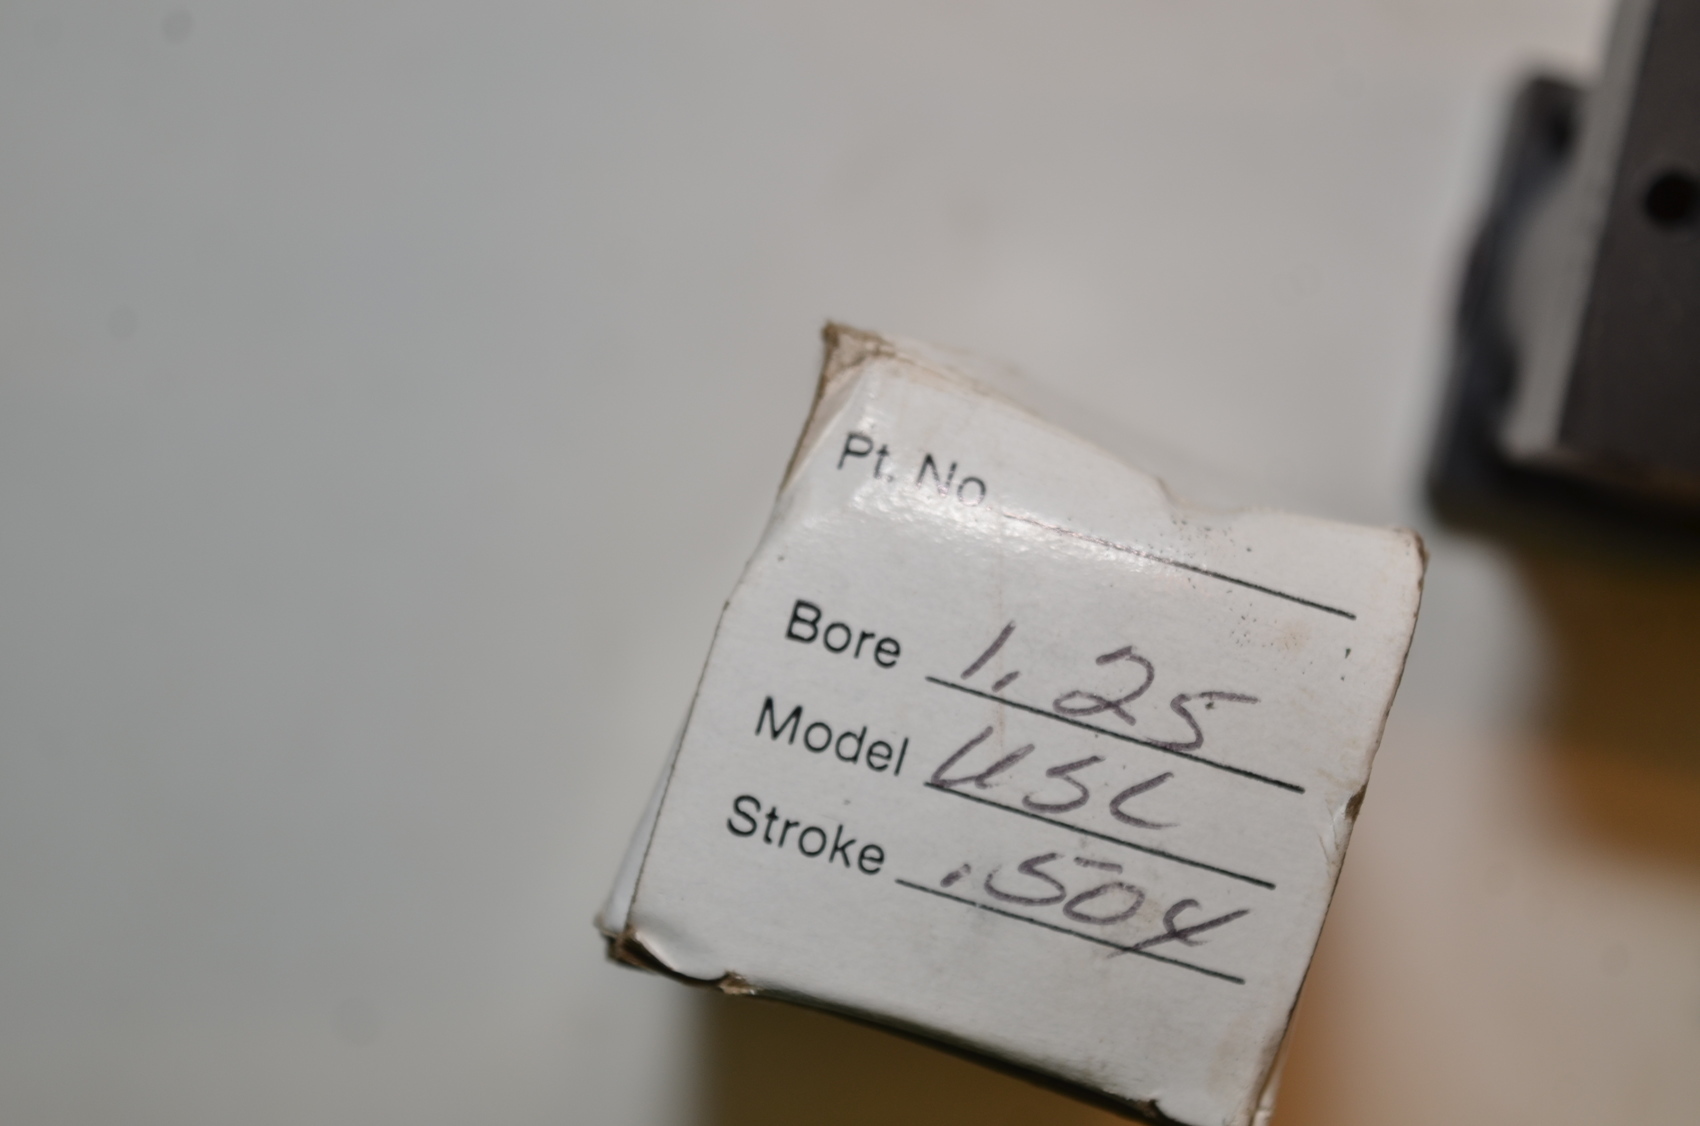 Pt. No
Bore 1.25
Model USL
Stroke .504